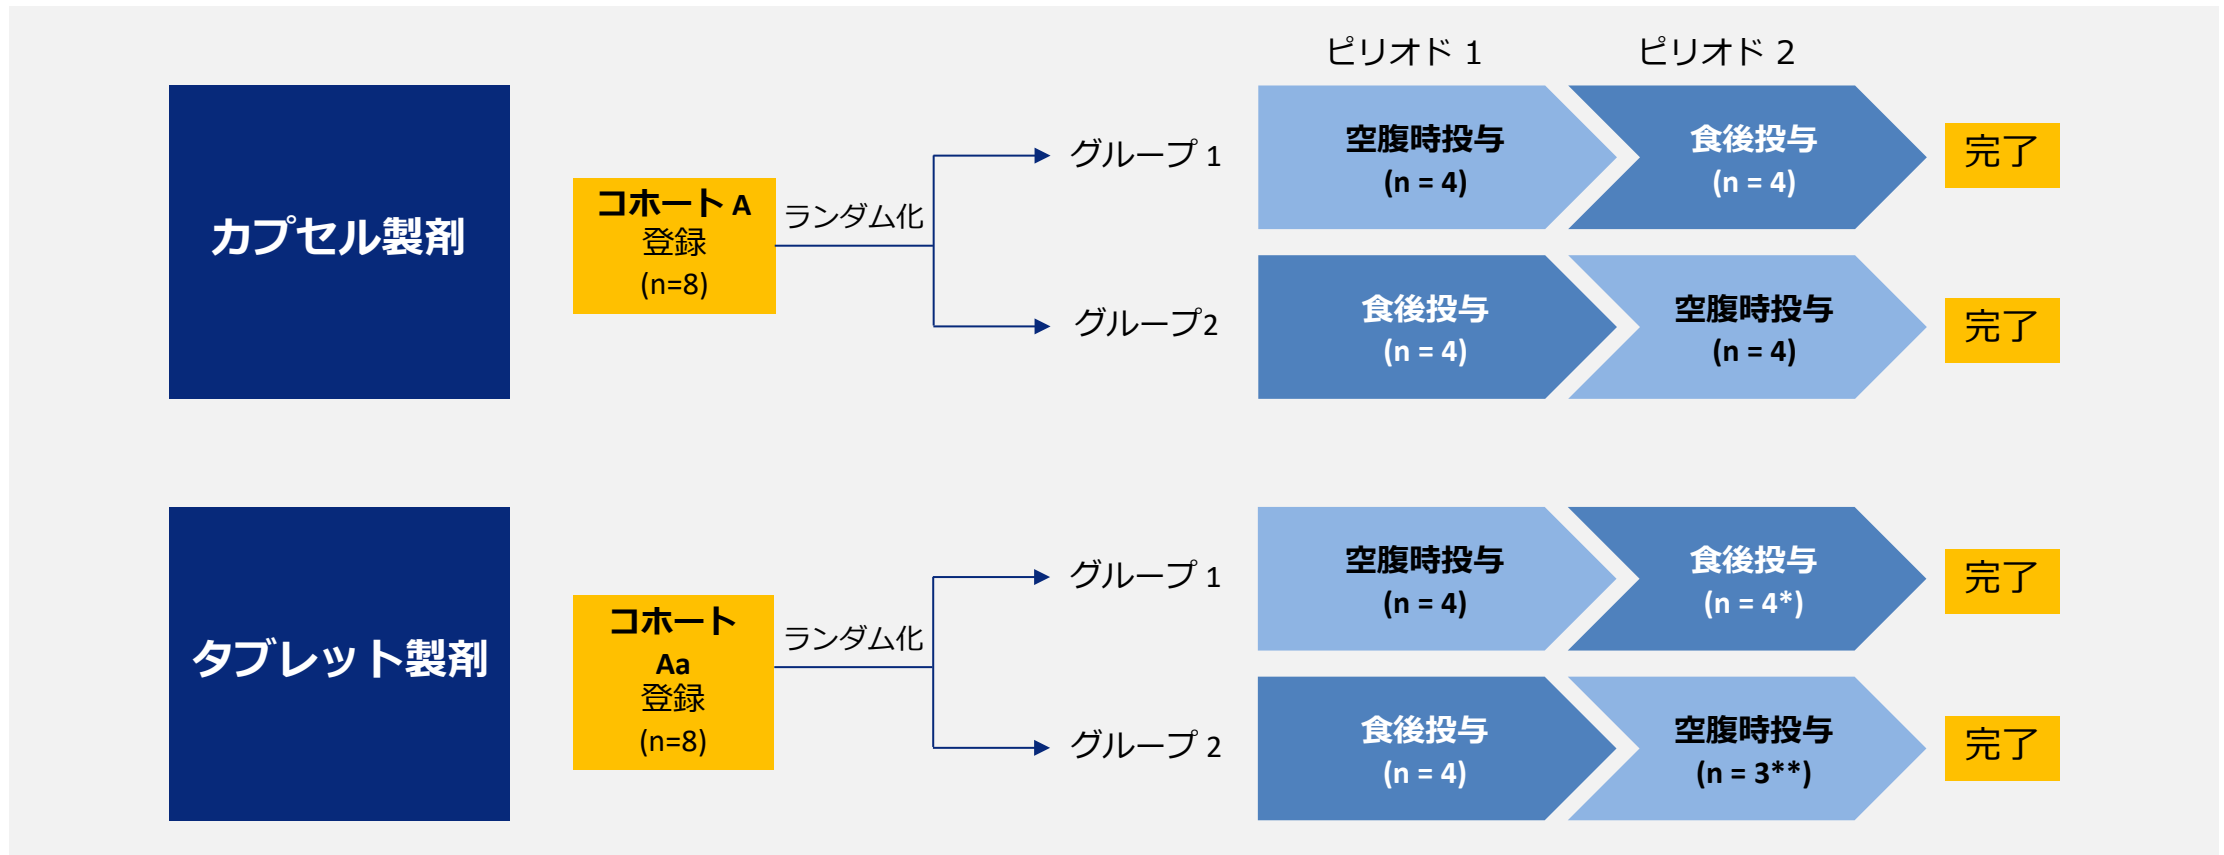 ピリオド 1
ピリオド 2
カプセル製剤
コホート A
登録
(n=8)
ランダム化
グループ 1
空腹時投与
(n = 4)
食後投与
(n = 4)
完了
グループ2
食後投与
(n = 4)
空腹時投与
(n = 4)
完了
タブレット製剤
コホート
Aa
登録
(n=8)
ランダム化
グループ 1
空腹時投与
(n = 4)
食後投与
(n = 4*)
完了
グループ 2
食後投与
(n = 4)
空腹時投与
(n = 3**)
完了